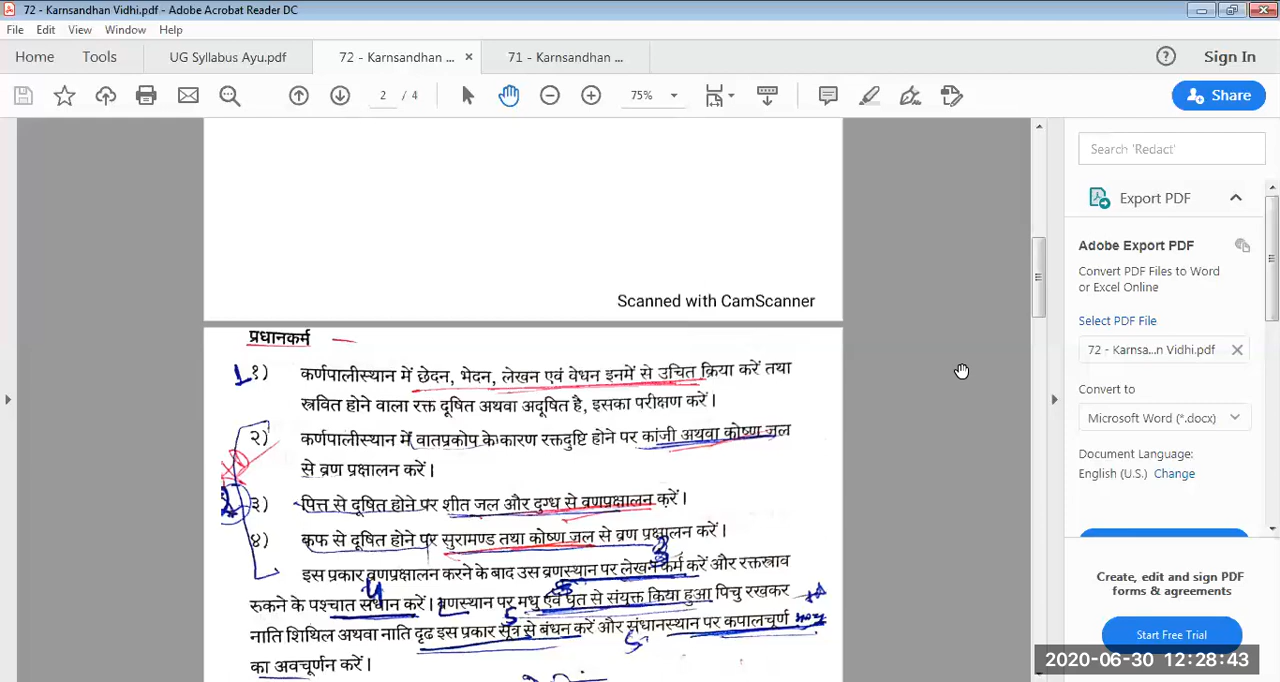 72 - Karnsandhan Vidhi.pdf - Adobe Acrobat Reader DC
File Edit View Window Help
Home Tools UG Syllabus Ayu.pdf 72 - Karnsandhan ... × 71 - Karnsandhan ... Sign In
2 / 4 75% Share
Search 'Redact'
Export PDF
Adobe Export PDF
Convert PDF Files to Word
or Excel Online
Select PDF File
72 - Karnsa...n Vidhi.pdf
Convert to
Microsoft Word (*.docx)
Document Language:
English (U.S.) Change
Create, edit and sign PDF
forms & agreements
Start Free Trial
Scanned with CamScanner
प्रधानकर्म
1 १) कर्णपालीस्थान में छेदन, भेदन, लेखन एवं वेधन इनमें से उचित क्रिया करें तथा
स्त्रवित होने वाला रक्त दूषित अथवा अदूषित है, इसका परीक्षण करें।
२) कर्णपालीस्थान में वातप्रकोप के कारण रक्तदुष्टि होने पर कांजी अथवा कोष्ण जल
से व्रण प्रक्षालन करें।
३) पित्त से दूषित होने पर शीत जल और दुग्ध से व्रणप्रक्षालन करें।
४) कफ से दूषित होने पर सुरामण्ड तथा कोष्ण जल से व्रण प्रक्षालन करें।
इस प्रकार व्रणप्रक्षालन करने के बाद उस व्रणस्थान पर लेखन कर्म करें और रक्तस्त्राव
रुकने के पश्चात संधान करें। व्रणस्थान पर मधु एवं घृत से संयुक्त किया हुआ पिचु रखकर
नाति शिथिल अथवा नाति दृढ इस प्रकार सूत्र से बंधन करें और संधानस्थान पर कपालचूर्ण
का अवचूर्णन करें।
2020-06-30 12:28:43